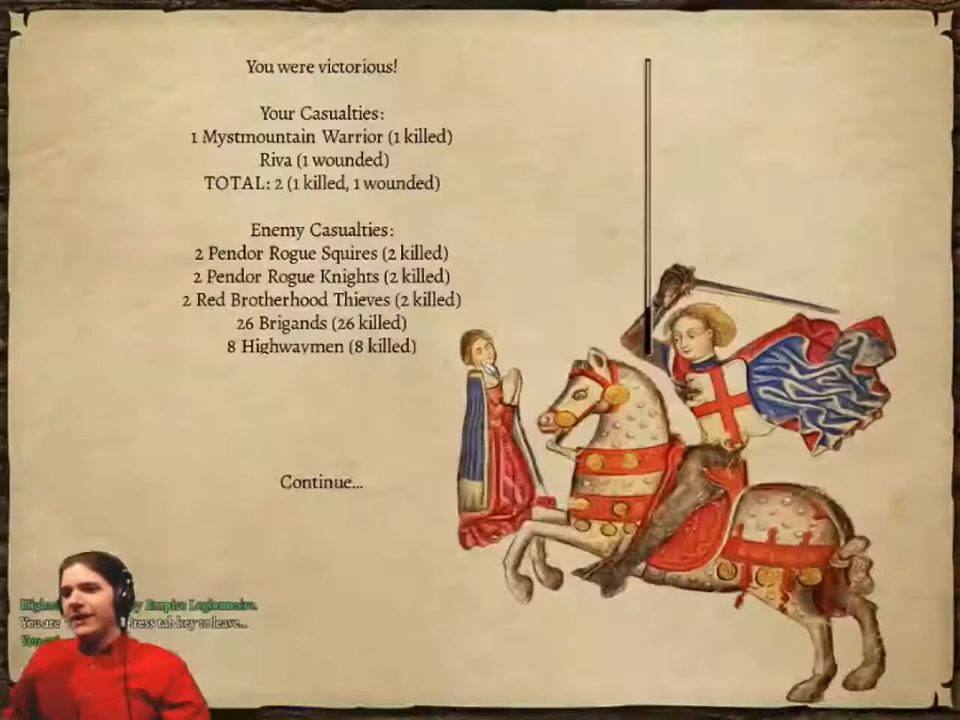 You were victorious!
Your Casualties:
1 Mystmountain Warrior (1 killed)
Riva (1 wounded)
TOTAL: 2 (1 killed, 1 wounded)
Enemy Casualties:
2 Pendor Rogue Squires (2 killed)
2 Pendor Rogue Knights (2 killed)
2 Red Brotherhood Thieves (2 killed)
26 Brigands (26 killed)
8 Highwaymen (8 killed)
Continue...
Empire Legionnaire.
You are
Press tab key to leave...